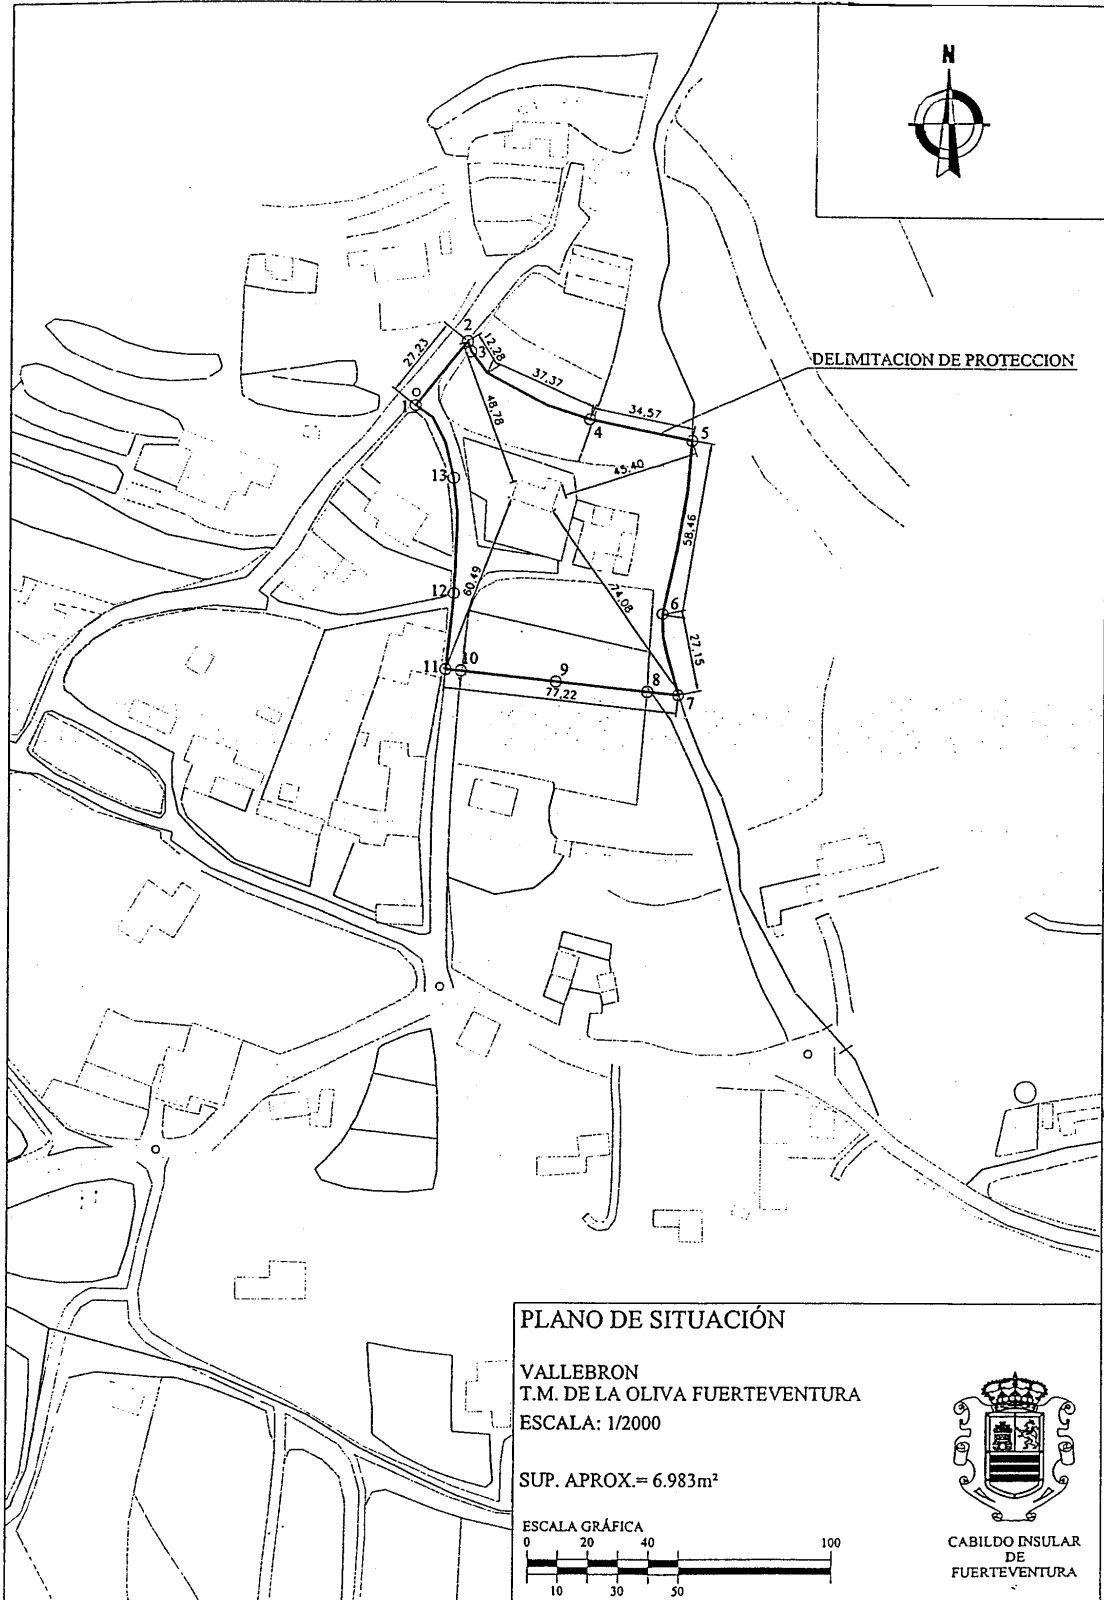 N
DELIMITACION DE PROTECCION
2
3
12.28
27.23
37.37
1
48.78
34.57
4
5
45.40
13
58.46
12
60.49
74.08
6
27.15
11
10
9
8
7
77.22
PLANO DE SITUACIÓN
VALLEBRON
T.M. DE LA OLIVA FUERTEVENTURA
ESCALA: 1/2000
SUP. APROX.= 6.983m²
ESCALA GRÁFICA
0 20 40 100
10 30 50
CABILDO INSULAR
DE
FUERTEVENTURA